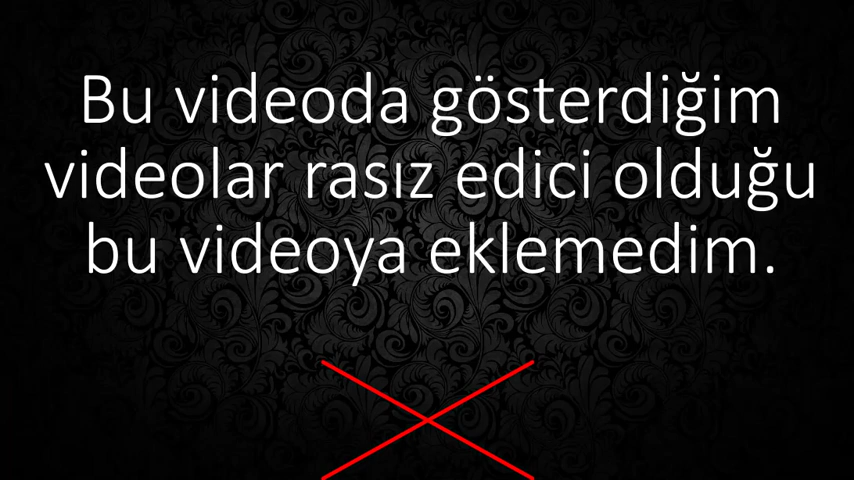 Bu videoda gösterdiğim
videolar rasız edici olduğu
bu videoya eklemedim.